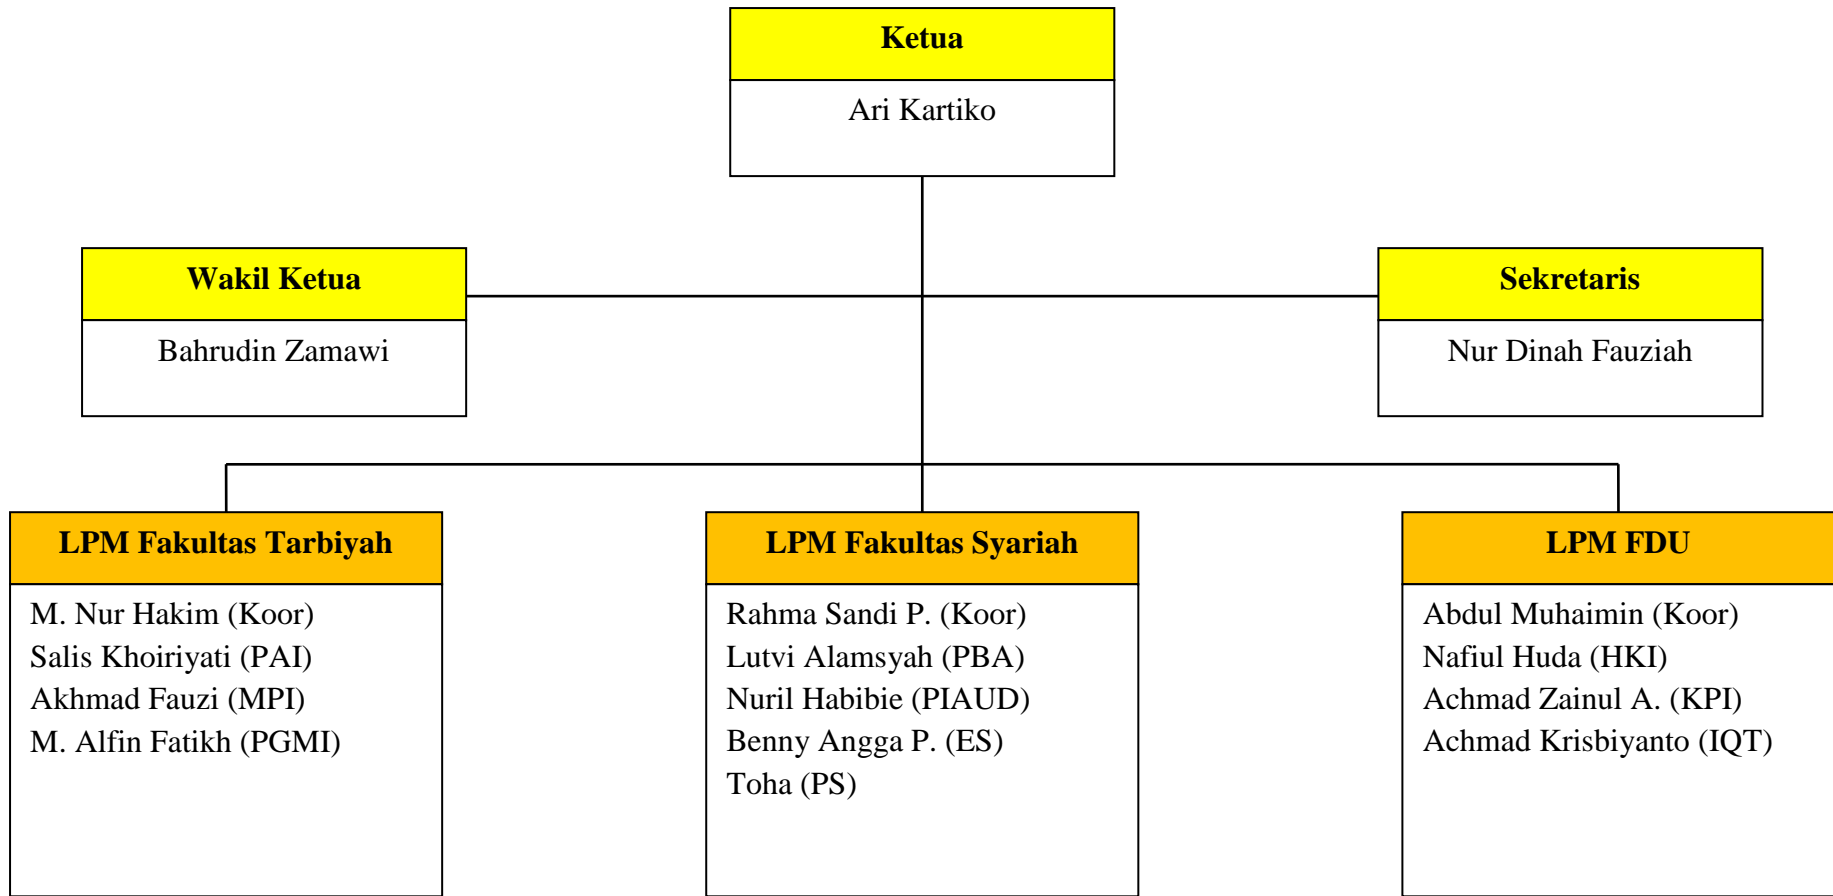 Ketua
Ari Kartiko
Wakil Ketua
Bahrudin Zamawi
Sekretaris
Nur Dinah Fauziah
LPM Fakultas Tarbiyah
M. Nur Hakim (Koor)
Salis Khoiriyati (PAI)
Akhmad Fauzi (MPI)
M. Alfin Fatikh (PGMI)
LPM Fakultas Syariah
Rahma Sandi P. (Koor)
Lutvi Alamsyah (PBA)
Nuril Habibie (PIAUD)
Benny Angga P. (ES)
Toha (PS)
LPM FDU
Abdul Muhaimin (Koor)
Nafiul Huda (HKI)
Achmad Zainul A. (KPI)
Achmad Krisbiyanto (IQT)